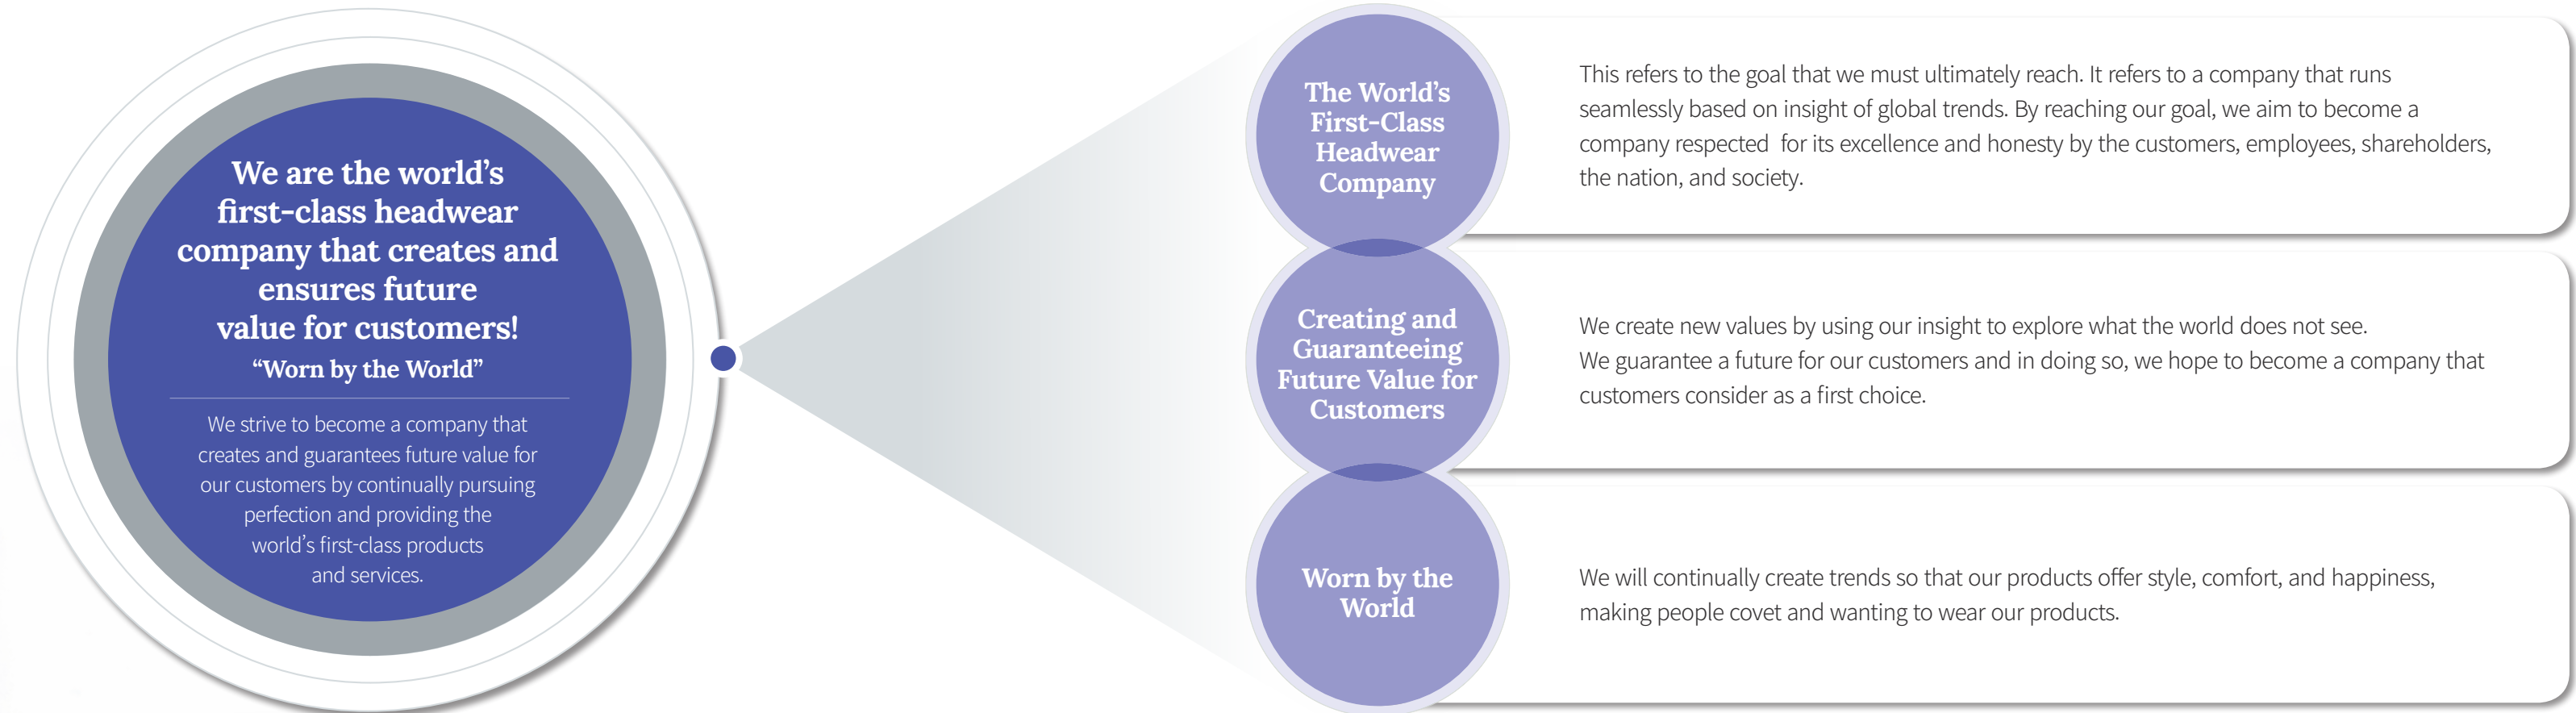 We are the world's
first-class headwear
company that creates and
ensures future
value for customers!
“Worn by the World”
We strive to become a company that
creates and guarantees future value for
our customers by continually pursuing
perfection and providing the
world's first-class products
and services.
The World's
First-Class
Headwear
Company
This refers to the goal that we must ultimately reach. It refers to a company that runs
seamlessly based on insight of global trends. By reaching our goal, we aim to become a
company respected for its excellence and honesty by the customers, employees, shareholders,
the nation, and society.
Creating and
Guaranteeing
Future Value for
Customers
We create new values by using our insight to explore what the world does not see.
We guarantee a future for our customers and in doing so, we hope to become a company that
customers consider as a first choice.
Worn by the
World
We will continually create trends so that our products offer style, comfort, and happiness,
making people covet and wanting to wear our products.